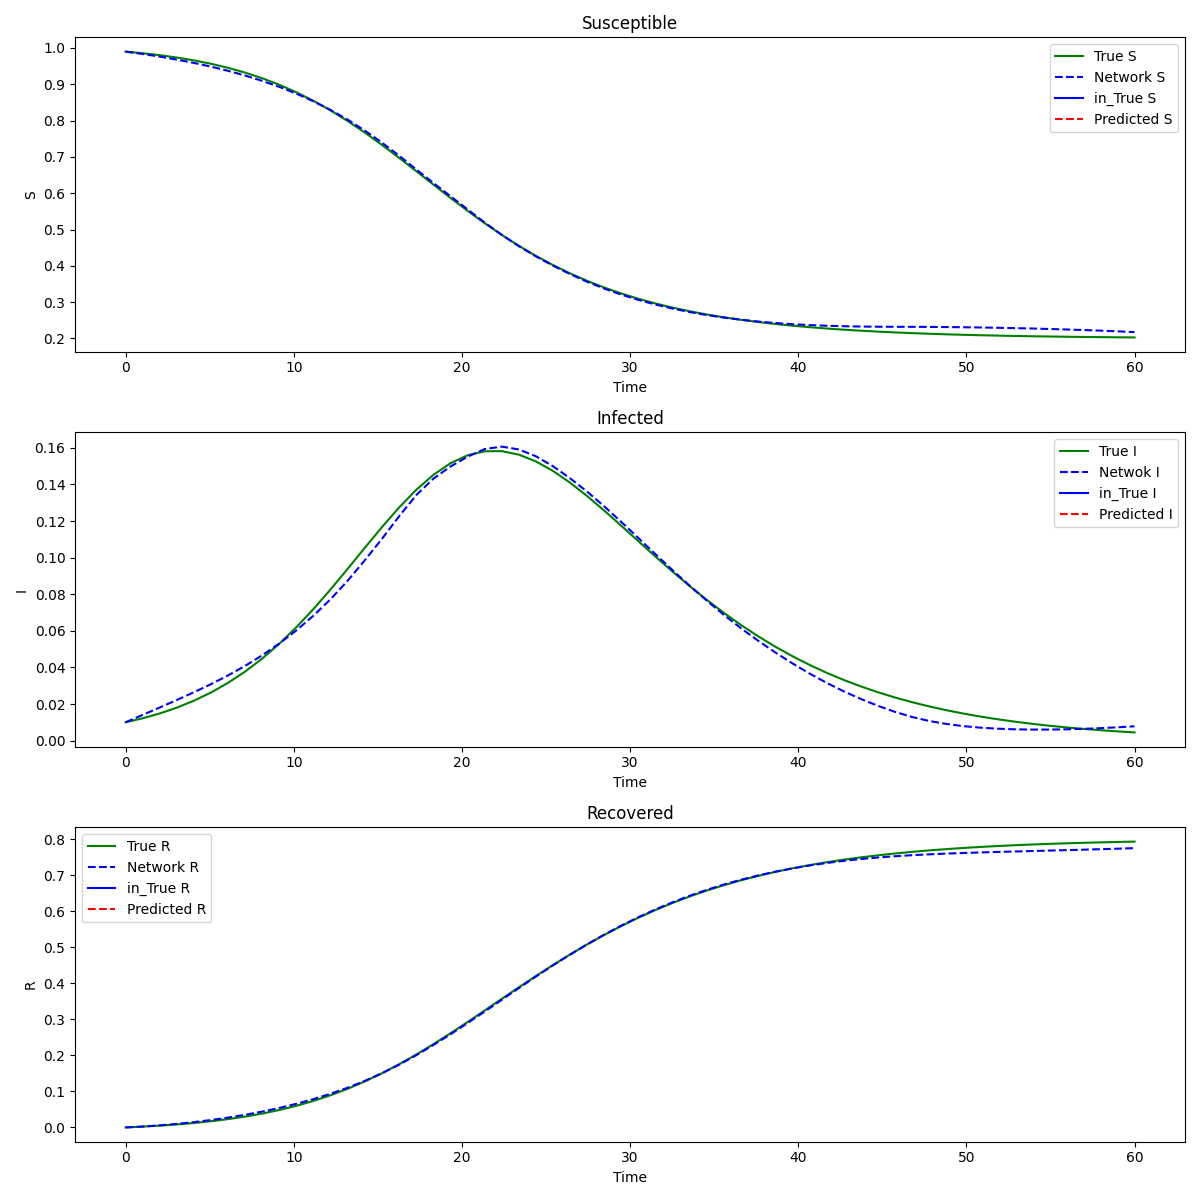 Susceptible
1.0
0.9
0.8
0.7
0.6
0.5
0.4
0.3
0.2
S
True S
Network S
in_True S
Predicted S
0 10 20 30 40 50 60
Time
Infected
0.16
0.14
0.12
0.10
0.08
0.06
0.04
0.02
0.00
I
True I
Netwok I
in_True I
Predicted I
0 10 20 30 40 50 60
Time
Recovered
0.8
0.7
0.6
0.5
0.4
0.3
0.2
0.1
0.0
R
True R
Network R
in_True R
Predicted R
0 10 20 30 40 50 60
Time